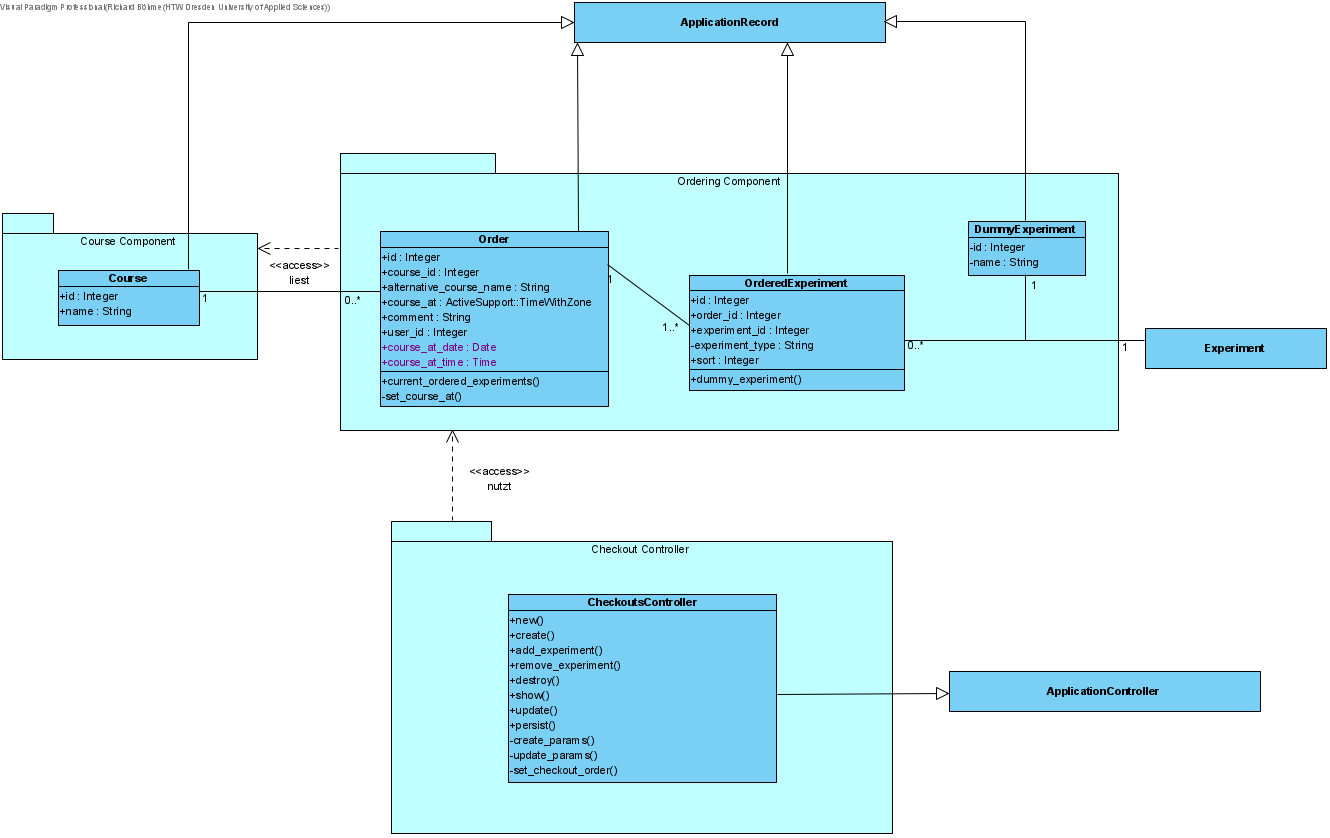 Visual Paradigm Professional(Richard Böhme(HTW Dresden University of Applied Sciences))
ApplicationRecord
Ordering Component
Course Component
Course
+id : Integer
+name : String
1
<<access>>
liest
0..*
Order
+id : Integer
+course_id : Integer
+alternative_course_name : String
+course_at : ActiveSupport::TimeWithZone
+comment : String
+user_id : Integer
+course_at_date : Date
+course_at_time : Time
+current_ordered_experiments()
-set_course_at()
1
1..*
OrderedExperiment
+id : Integer
+order_id : Integer
+experiment_id : Integer
-experiment_type : String
+sort : Integer
+dummy_experiment()
0..*
DummyExperiment
-id : Integer
-name : String
1
1
Experiment
<<access>>
nutzt
Checkout Controller
CheckoutsController
+new()
+create()
+add_experiment()
+remove_experiment()
+destroy()
+show()
+update()
+persist()
-create_params()
-update_params()
-set_checkout_order()
ApplicationController